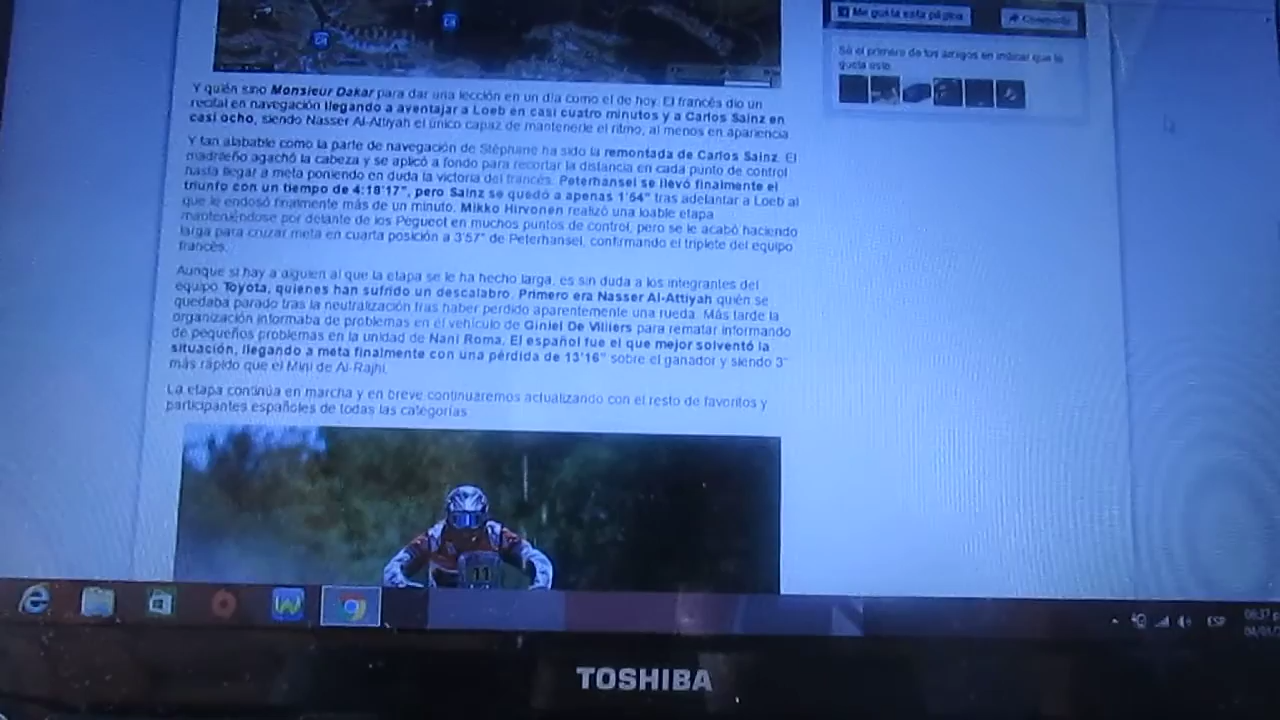 Me gusta esta página
Compartir
Sé el primero de tus amigos en indicar que te
gusta esto.
Y quién sino Monsieur Dakar para dar una lección en un día como el de hoy. El francés dio un
recital en navegación llegando a aventajar a Loeb en casi cuatro minutos y a Carlos Sainz en
casi ocho, siendo Nasser Al-Attiyah el único capaz de mantenerle el ritmo, al menos en apariencia
Y tan alabable como la parte de navegación de Stéphane ha sido la remontada de Carlos Sainz. El
madrileño agachó la cabeza y se aplicó a fondo para recortar la distancia en cada punto de control
hasta llegar a meta poniendo en duda la victoria del francés. Peterhansel se llevó finalmente el
triunfo con un tiempo de 4:18'17", pero Sainz se quedó a apenas 1'54" tras adelantar a Loeb al
que le endosó finalmente más de un minuto. Mikko Hirvonen realizó una loable etapa
manteniéndose por delante de los Pegueot en muchos puntos de control, pero se le acabó haciendo
larga para cruzar meta en cuarta posición a 3'57" de Peterhansel, confirmando el triplete del equipo
francés.
Aunque si hay a alguien al que la etapa se le ha hecho larga, es sin duda a los integrantes del
equipo Toyota, quienes han sufrido un descalabro. Primero era Nasser Al-Attiyah quién se
quedaba parado tras la neutralización tras haber perdido aparentemente una rueda. Más tarde la
organización informaba de problemas en el vehículo de Giniel De Villiers para rematar informando
de pequeños problemas en la unidad de Nani Roma. El español fue el que mejor solventó la
situación, llegando a meta finalmente con una pérdida de 13'16" sobre el ganador y siendo 3"
más rápido que el Mini de Al-Rajhi.
La etapa continúa en marcha y en breve continuaremos actualizando con el resto de favoritos y
participantes españoles de todas las categorías
11
ESP
06:37 p
TOSHIBA